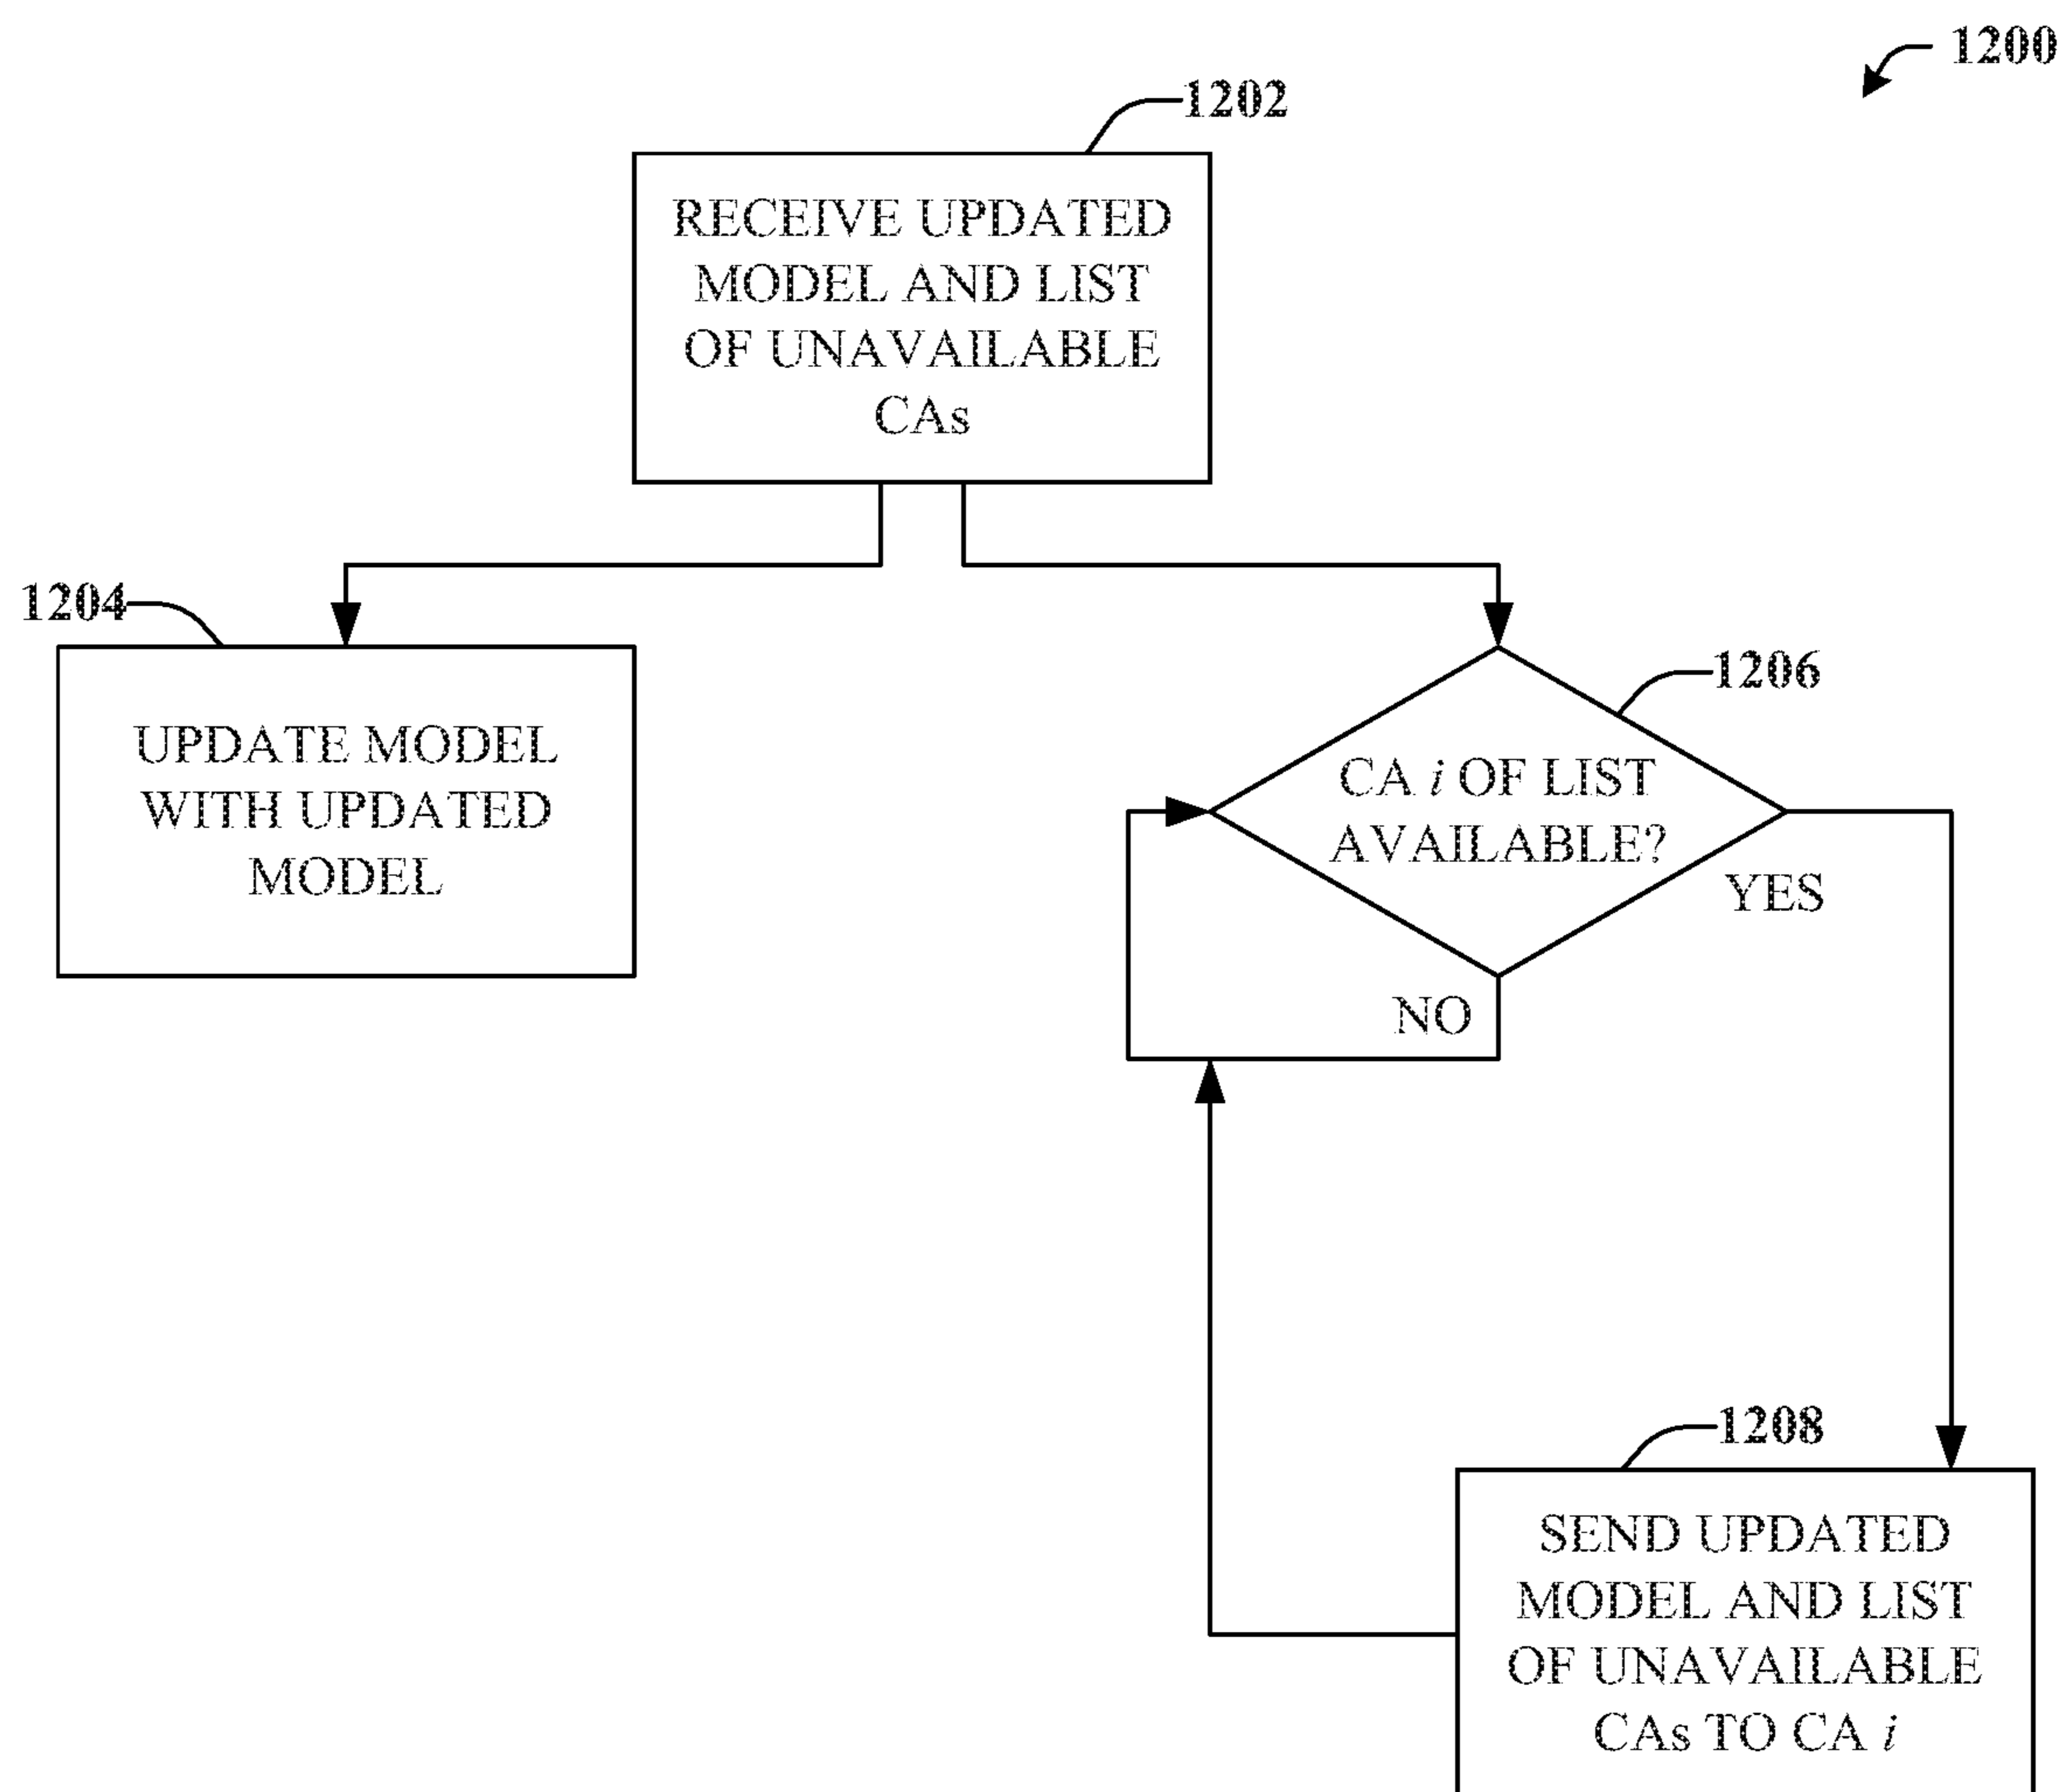 1200
1202
RECEIVE UPDATED
MODEL AND LIST
OF UNAVAILABLE
CAs
1204
UPDATE MODEL
WITH UPDATED
MODEL
1206
CA i OF LIST
AVAILABLE?
YES
NO
1208
SEND UPDATED
MODEL AND LIST
OF UNAVAILABLE
CAs TO CA i